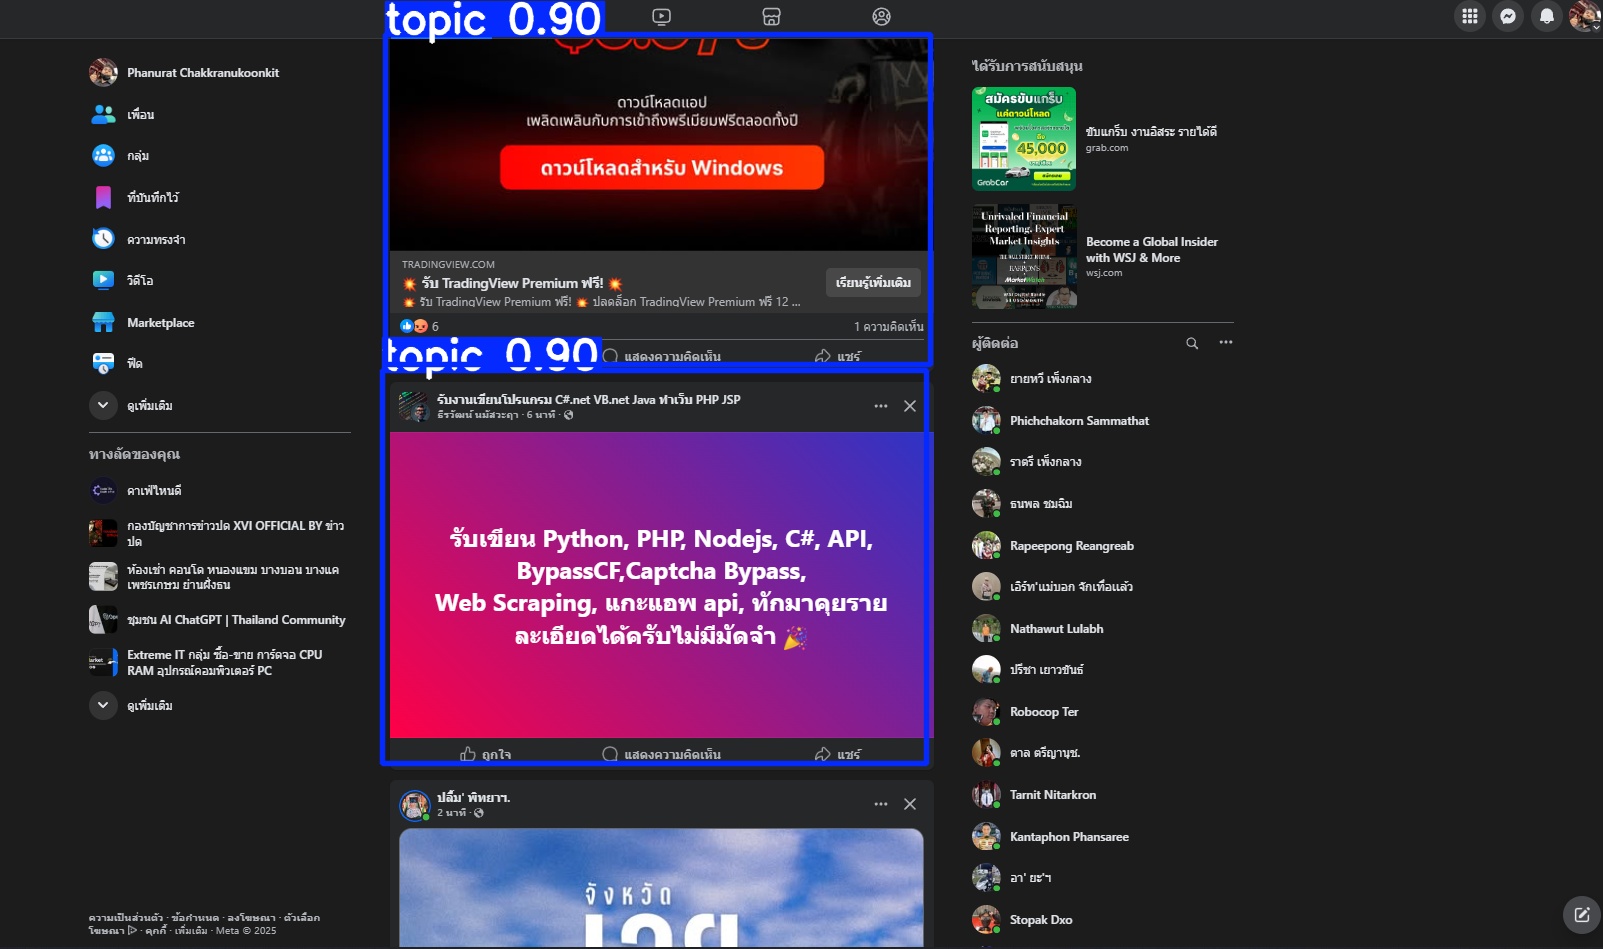 topic 0.90
Phanurat Chakkranukoonkit
เพื่อน
กลุ่ม
ที่บันทึกไว้
ความทรงจำ
วิดีโอ
Marketplace
ฟีด
ดูเพิ่มเติม
ทางลัดของคุณ
คาเฟ่ไหนดี
กองบัญชาการข่าวปด XVI OFFICIAL BY ข่าว
ปด
ห้องเช่า คอนโด หนองแขม บางบอน บางแค
เพชรเกษม ย่านฝั่งธน
ชุมชน AI ChatGPT | Thailand Community
Extreme IT กลุ่ม ซื้อ-ขาย การ์ดจอ CPU
RAM อุปกรณ์คอมพิวเตอร์ PC
ดูเพิ่มเติม
ความเป็นส่วนตัว · ข้อกำหนด · ลงโฆษณา · ตัวเลือก
โฆษณา · คุกกี้ · เพิ่มเติม · Meta © 2025
ดาวน์โหลดแอป
เพลิดเพลินกับการเข้าถึงพรีเมียมฟรีตลอดทั้งปี
ดาวน์โหลดสำหรับ Windows
TRADINGVIEW.COM
💥 รับ TradingView Premium ฟรี! 💥
💥 รับ TradingView Premium ฟรี! 💥 ปลดล็อก TradingView Premium ฟรี 12 ...
เรียนรู้เพิ่มเติม
6
1 ความคิดเห็น
topic 0.90
แสดงความคิดเห็น
แชร์
รับงานเขียนโปรแกรม C#.net VB.net Java ทำเว็บ PHP JSP
ธีรวัฒน์ นมัสวะฤา · 6 นาที ·
รับเขียน Python, PHP, Nodejs, C#, API,
BypassCF,Captcha Bypass,
Web Scraping, แกะแอพ api, ทักมาคุยราย
ละเอียดได้ครับไม่มีมัดจำ 🎉
ถูกใจ
แสดงความคิดเห็น
แชร์
ปลื้ม' พิทยาฯ.
2 นาที ·
จังหวัด
เลย
ได้รับการสนับสนุน
สมัครขับแกร็บ
แค่ดาวน์โหลด
45,000
GrabCar
ขับแกร็บ งานอิสระ รายได้ดี
grab.com
Unrivaled Financial
Reporting. Expert
Market Insights
THE WALL STREET JOURNAL
BARRON'S
MarketWatch
Become a Global Insider
with WSJ & More
wsj.com
ผู้ติดต่อ
ยายหวี เพ็งกลาง
Phichchakorn Sammathat
ราตรี เพ็งกลาง
ธนพล ชมฉิม
Rapeepong Reangreab
เอิร์ท'แม่บอก จักเทื่อแล้ว
Nathawut Lulabh
ปรีชา เยาวขันธ์
Robocop Ter
ตาล ตรีญานุช.
Tarnit Nitarkron
Kantaphon Phansaree
อา' ยะ'ฯ
Stopak Dxo